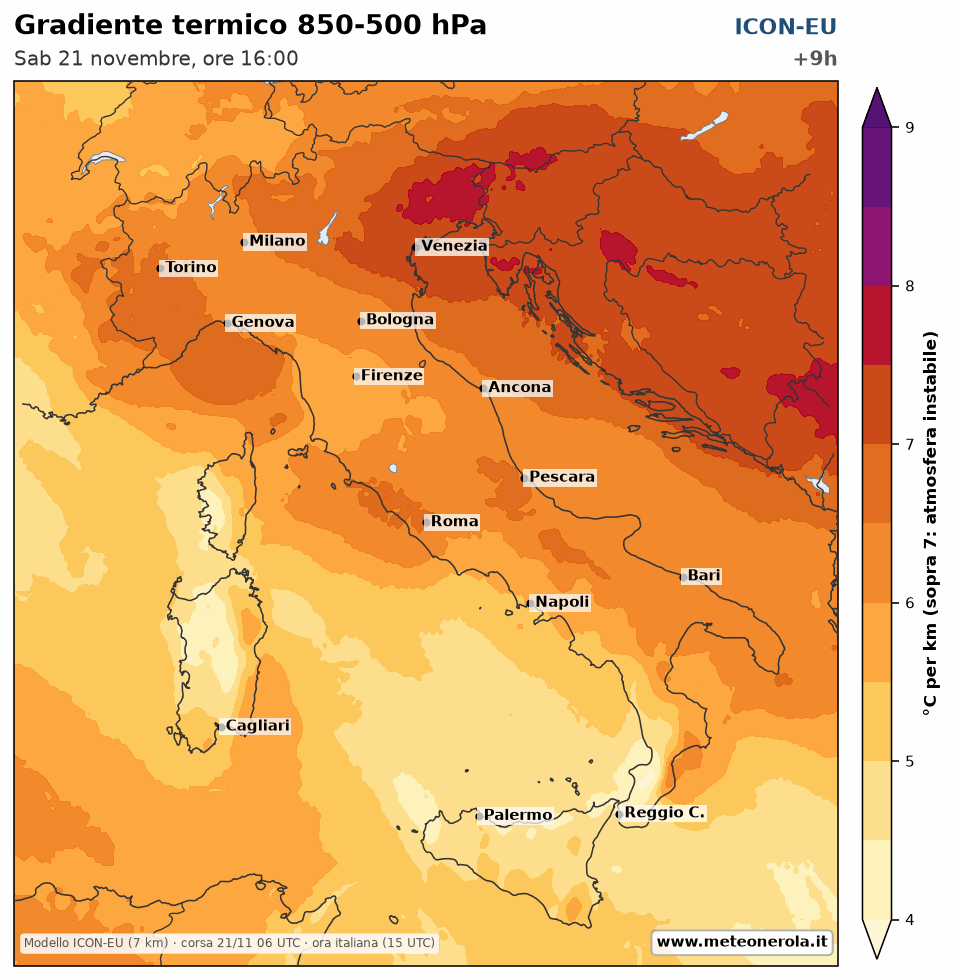 Gradiente termico 850-500 hPa
ICON-EU
Sab 21 novembre, ore 16:00
+9h
9
8
7
6
5
4
°C per km (sopra 7: atmosfera instabile)
Milano
Venezia
Torino
Genova
Bologna
Firenze
Ancona
Pescara
Roma
Bari
Napoli
Cagliari
Palermo
Reggio C.
Modello ICON-EU (7 km) · corsa 21/11 06 UTC · ora italiana (15 UTC)
www.meteonerola.it